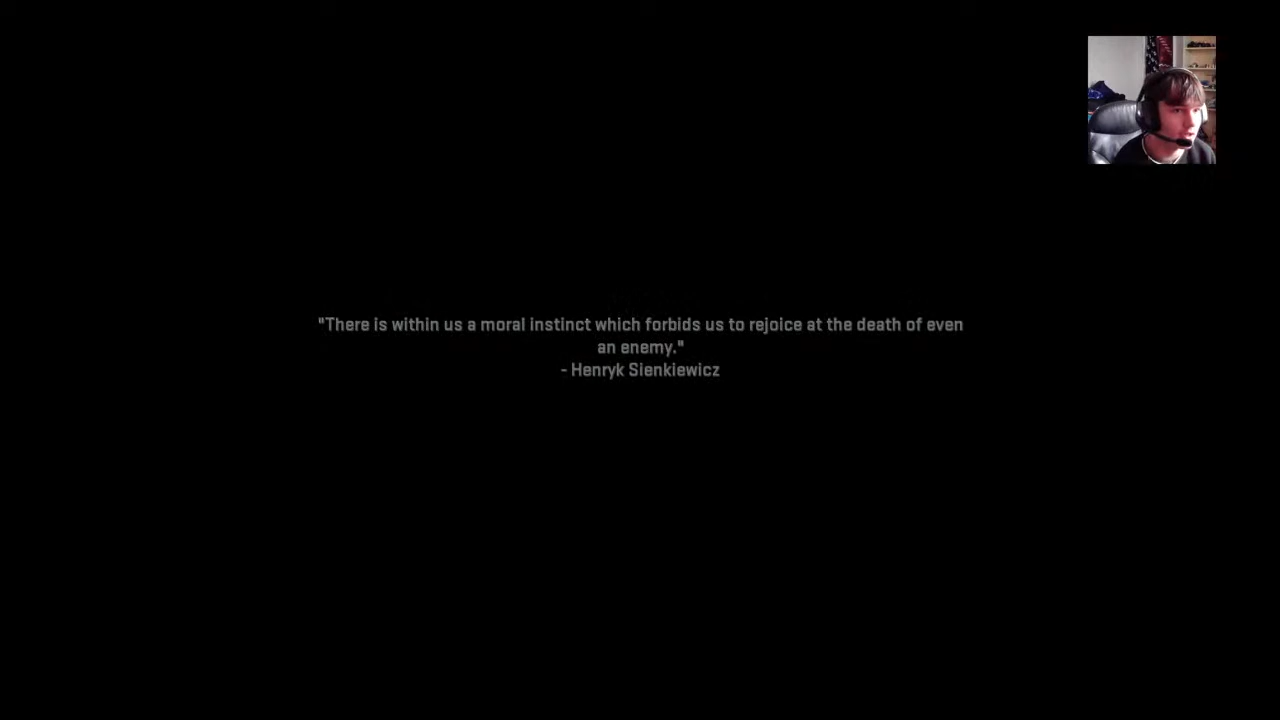 "There is within us a moral instinct which forbids us to rejoice at the death of even
an enemy."
- Henryk Sienkiewicz